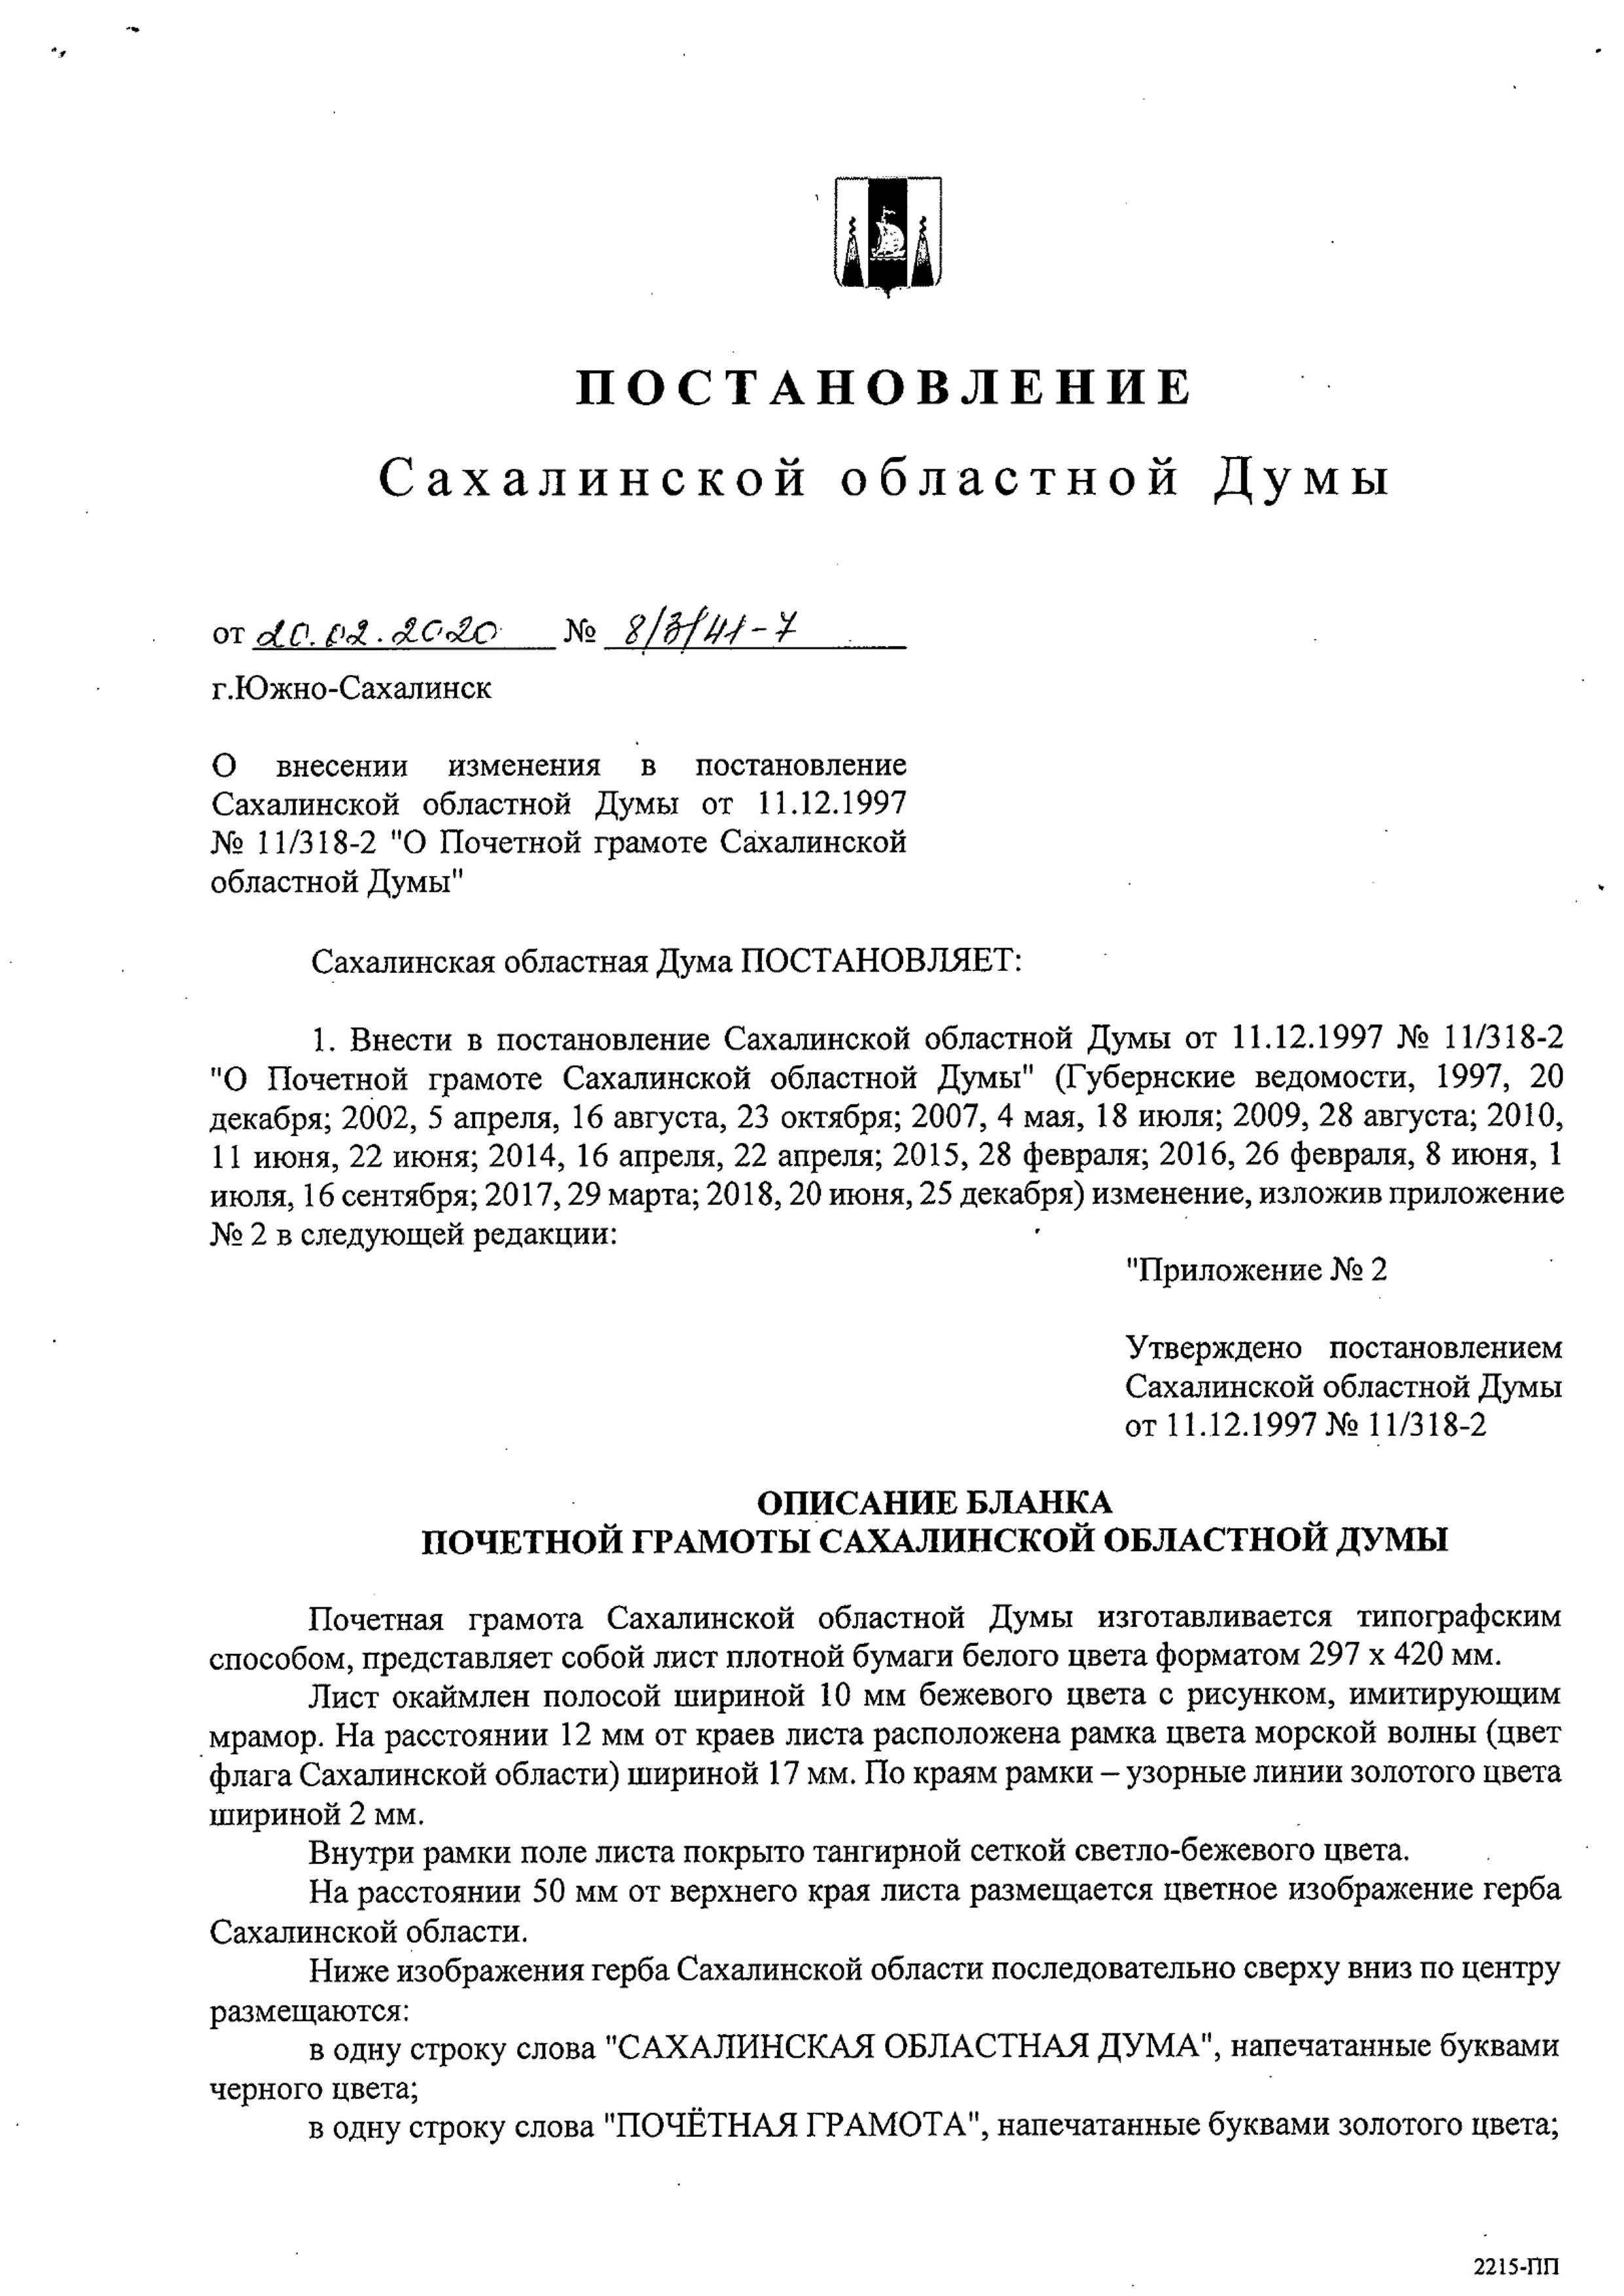 ПОСТАНОВЛЕНИЕ
Сахалинской областной Думы
от 20.02.2020 № 8/3/41-7
г.Южно-Сахалинск
О внесении изменения в постановление
Сахалинской областной Думы от 11.12.1997
№ 11/318-2 "О Почетной грамоте Сахалинской
областной Думы"
Сахалинская областная Дума ПОСТАНОВЛЯЕТ:
1. Внести в постановление Сахалинской областной Думы от 11.12.1997 № 11/318-2
"О Почетной грамоте Сахалинской областной Думы" (Губернские ведомости, 1997, 20
декабря; 2002, 5 апреля, 16 августа, 23 октября; 2007, 4 мая, 18 июля; 2009, 28 августа; 2010,
11 июня, 22 июня; 2014, 16 апреля, 22 апреля; 2015, 28 февраля; 2016, 26 февраля, 8 июня, 1
июля, 16 сентября; 2017, 29 марта; 2018, 20 июня, 25 декабря) изменение, изложив приложение
№ 2 в следующей редакции:
"Приложение № 2
Утверждено постановлением
Сахалинской областной Думы
от 11.12.1997 № 11/318-2
ОПИСАНИЕ БЛАНКА
ПОЧЕТНОЙ ГРАМОТЫ САХАЛИНСКОЙ ОБЛАСТНОЙ ДУМЫ
Почетная грамота Сахалинской областной Думы изготавливается типографским
способом, представляет собой лист плотной бумаги белого цвета форматом 297 х 420 мм.
Лист окаймлен полосой шириной 10 мм бежевого цвета с рисунком, имитирующим
мрамор. На расстоянии 12 мм от краев листа расположена рамка цвета морской волны (цвет
флага Сахалинской области) шириной 17 мм. По краям рамки – узорные линии золотого цвета
шириной 2 мм.
Внутри рамки поле листа покрыто тангирной сеткой светло-бежевого цвета.
На расстоянии 50 мм от верхнего края листа размещается цветное изображение герба
Сахалинской области.
Ниже изображения герба Сахалинской области последовательно сверху вниз по центру
размещаются:
в одну строку слова "САХАЛИНСКАЯ ОБЛАСТНАЯ ДУМА", напечатанные буквами
черного цвета;
в одну строку слова "ПОЧЁТНАЯ ГРАМОТА", напечатанные буквами золотого цвета;
2215-ПП